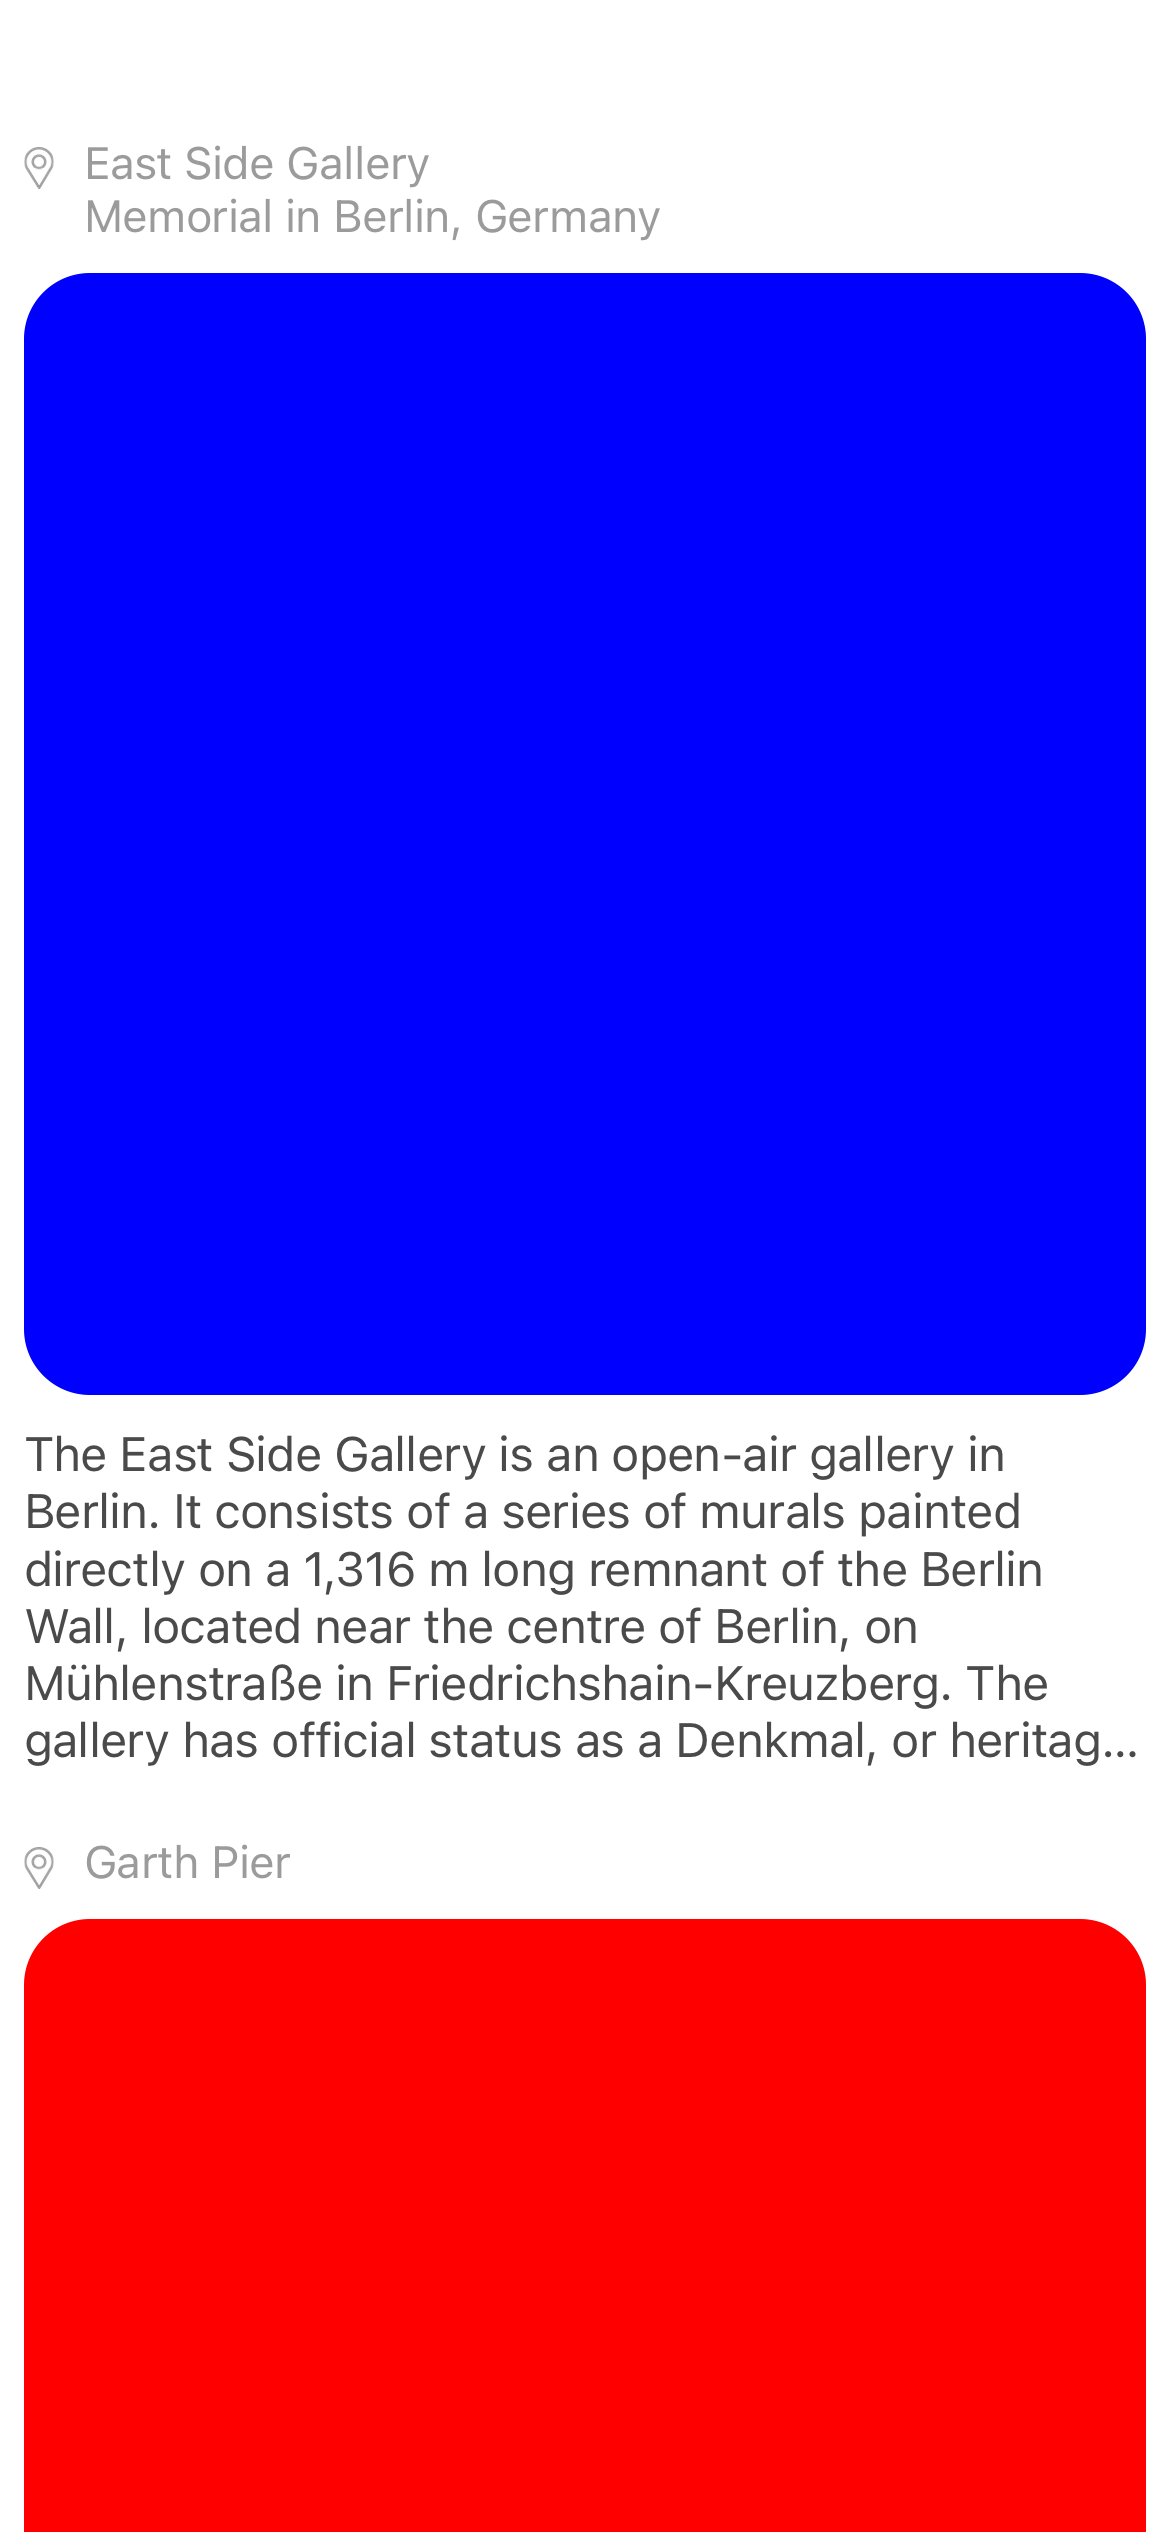 East Side Gallery
Memorial in Berlin, Germany
The East Side Gallery is an open-air gallery in
Berlin. It consists of a series of murals painted
directly on a 1,316 m long remnant of the Berlin
Wall, located near the centre of Berlin, on
Mühlenstraße in Friedrichshain-Kreuzberg. The
gallery has official status as a Denkmal, or heritag...
Garth Pier